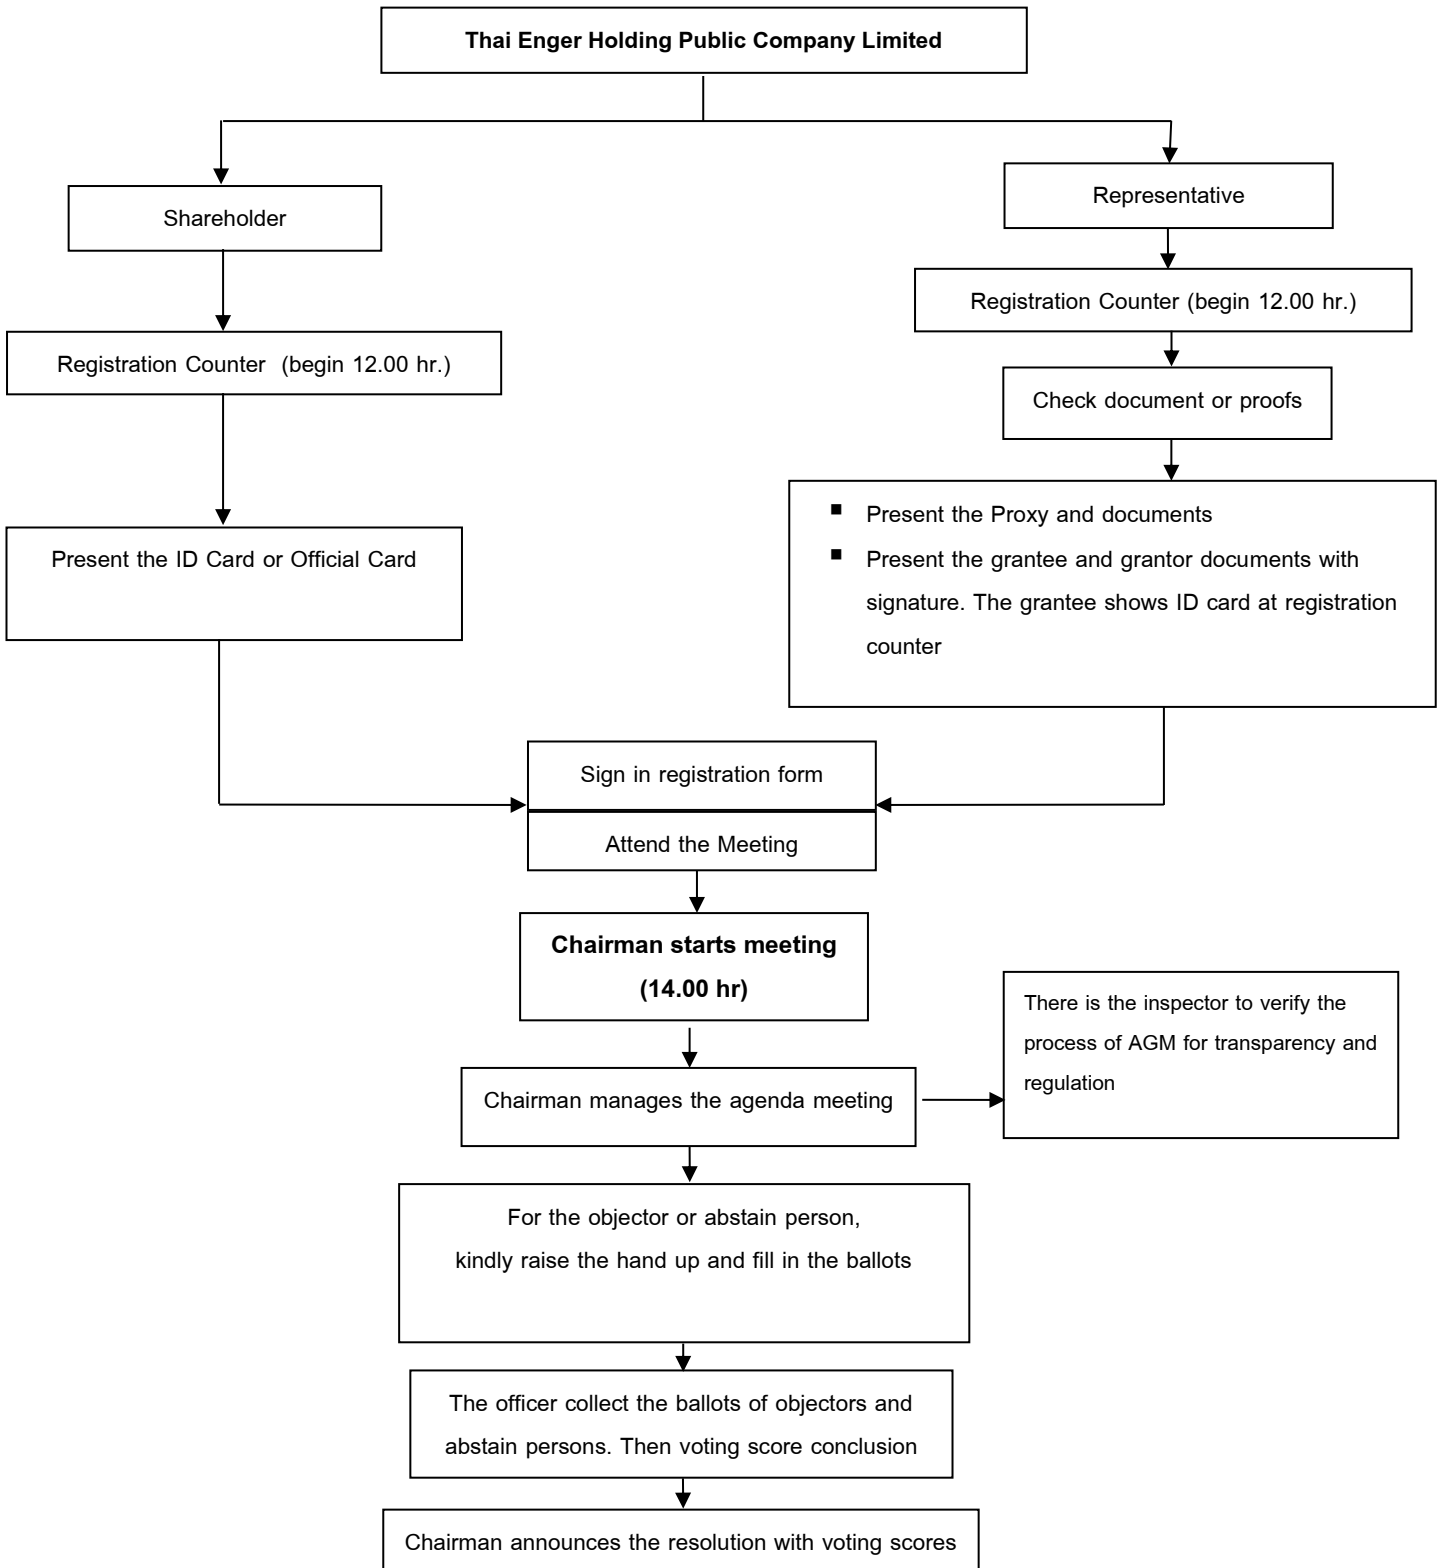 Thai Enger Holding Public Company Limited
Shareholder
Representative
Registration Counter (begin 12.00 hr.)
Registration Counter (begin 12.00 hr.)
Check document or proofs
Present the ID Card or Official Card
▪ Present the Proxy and documents
▪ Present the grantee and grantor documents with
signature. The grantee shows ID card at registration
counter
Sign in registration form
Attend the Meeting
Chairman starts meeting
(14.00 hr)
There is the inspector to verify the
process of AGM for transparency and
regulation
Chairman manages the agenda meeting
For the objector or abstain person,
kindly raise the hand up and fill in the ballots
The officer collect the ballots of objectors and
abstain persons. Then voting score conclusion
Chairman announces the resolution with voting scores